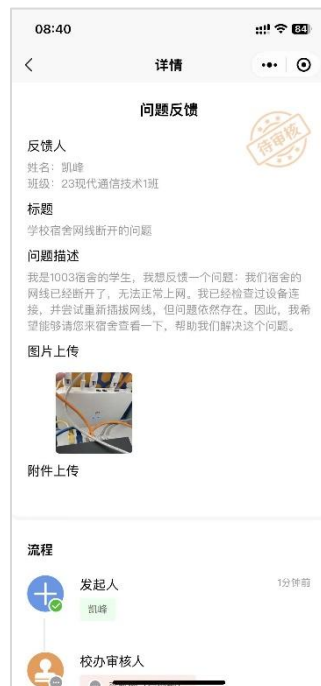 08:40
84
详情
问题反馈
待审核
反馈人
姓名：凯峰
班级：23现代通信技术1班
标题
学校宿舍网线断开的问题
问题描述
我是1003宿舍的学生，我想反馈一个问题：我们宿舍的
网线已经断开了，无法正常上网。我已经检查过设备连
接，并尝试重新插拔网线，但问题依然存在。因此，我希
望能够请您来宿舍查看一下，帮助我们解决这个问题。
图片上传
附件上传
流程
发起人
1分钟前
凯峰
校办审核人